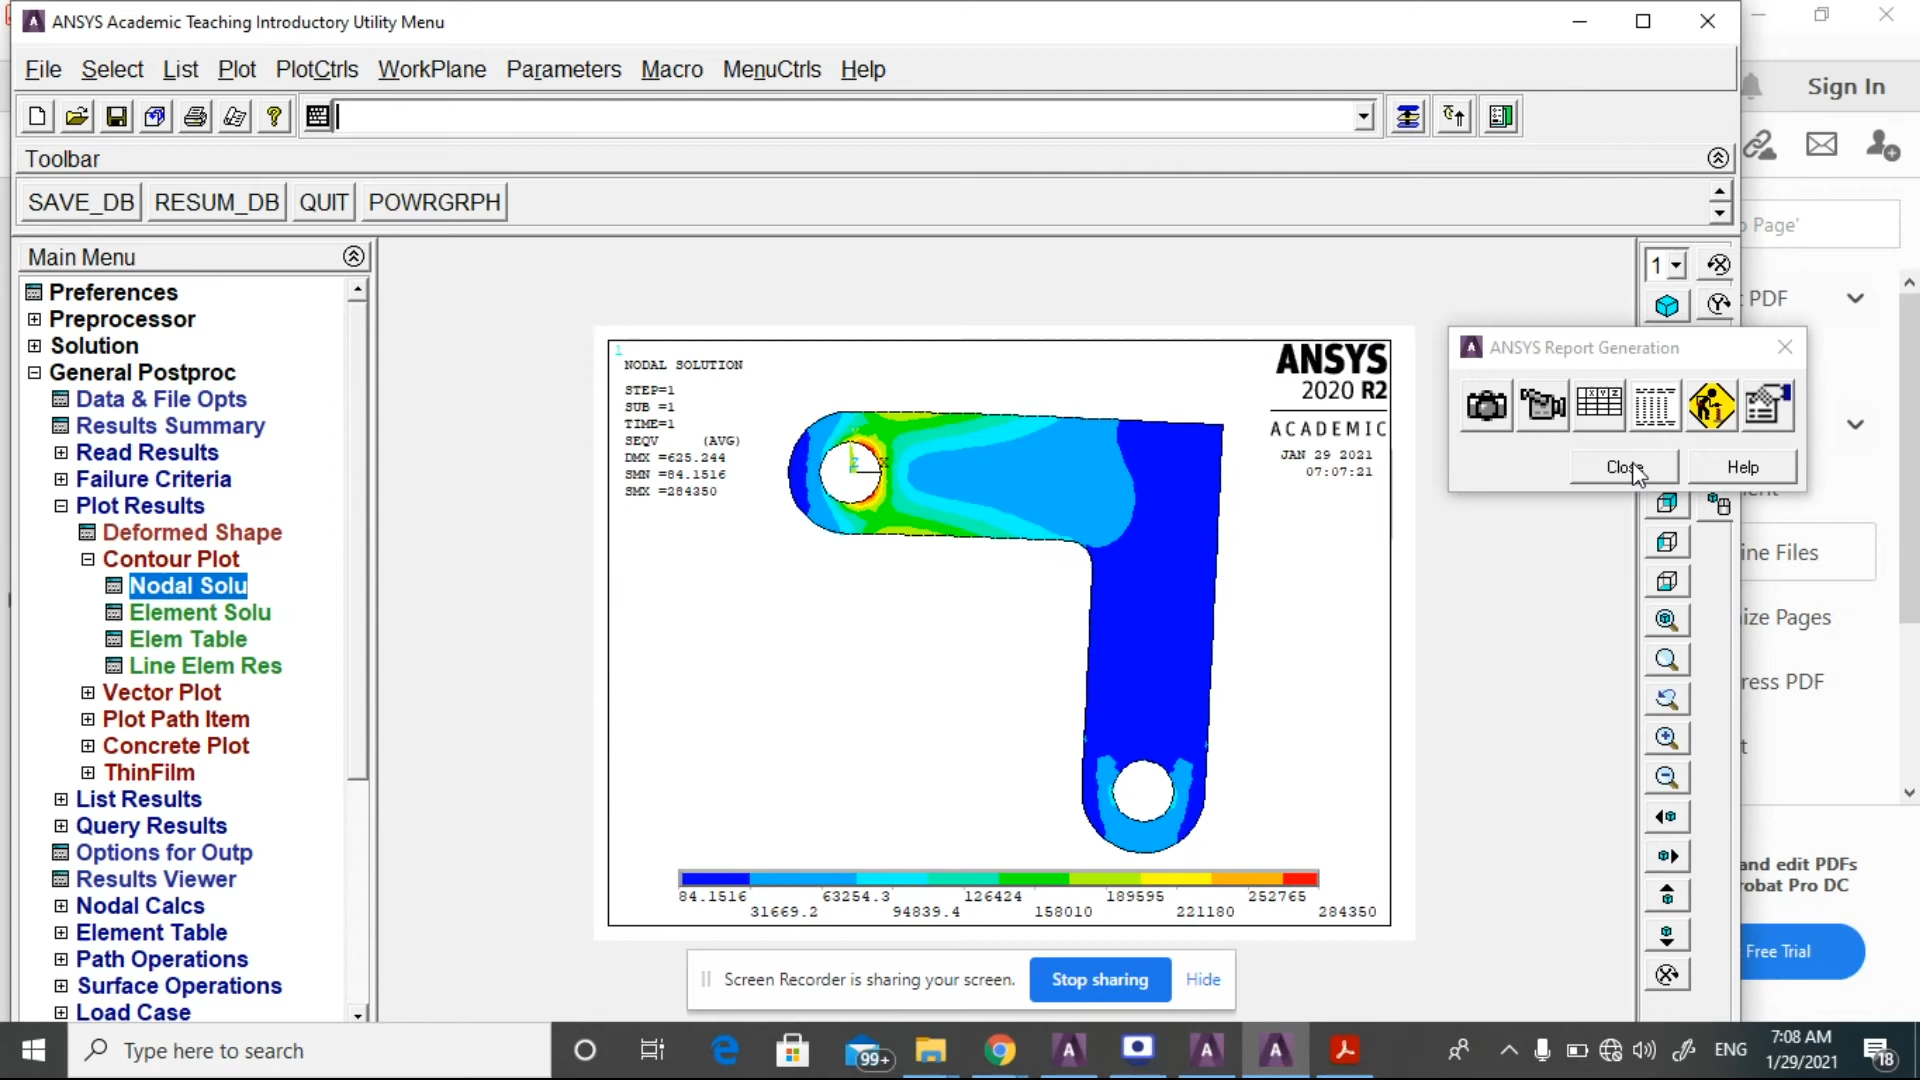 ANSYS Academic Teaching Introductory Utility Menu
File Select List Plot PlotCtrls WorkPlane Parameters Macro MenuCtrls Help
Sign In
Toolbar
SAVE_DB RESUM_DB QUIT POWRGRPH
Main Menu
Preferences
Preprocessor
Solution
General Postproc
Data & File Opts
Results Summary
Read Results
Failure Criteria
Plot Results
Deformed Shape
Contour Plot
Nodal Solu
Element Solu
Elem Table
Line Elem Res
Vector Plot
Plot Path Item
Concrete Plot
ThinFilm
List Results
Query Results
Options for Outp
Results Viewer
Nodal Calcs
Element Table
Path Operations
Surface Operations
Load Case
1
NODAL SOLUTION
STEP=1
SUB =1
TIME=1
SEQV (AVG)
DMX =625.244
SMN =84.1516
SMX =284350
ANSYS
2020 R2
ACADEMIC
JAN 29 2021
07:07:21
Z X
84.1516 63254.3 126424 189595 252765
31669.2 94839.4 158010 221180 284350
1
ANSYS Report Generation
Close Help
Page'
PDF
ine Files
ize Pages
ress PDF
t
and edit PDFs
robat Pro DC
Free Trial
Screen Recorder is sharing your screen. Stop sharing Hide
Type here to search
99+
ENG
7:08 AM
1/29/2021
18